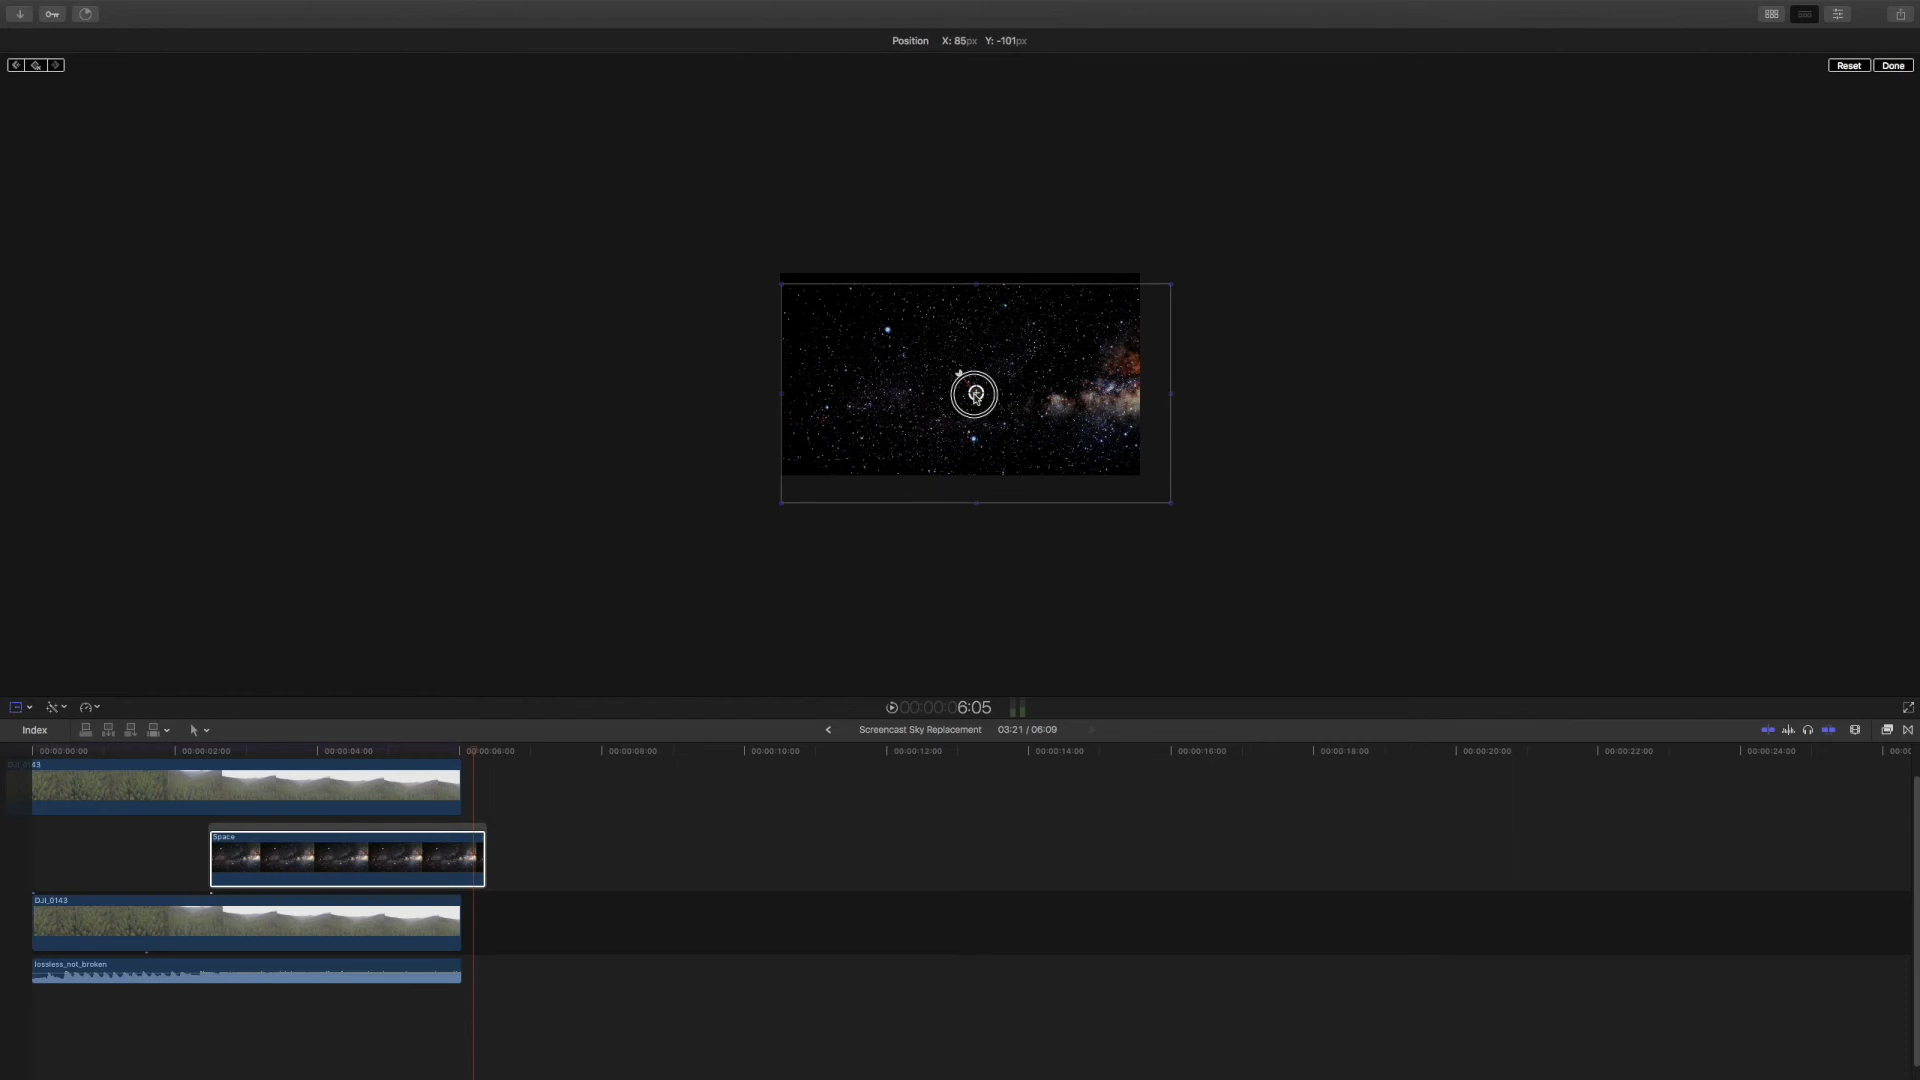 Position X: 85px Y: -101px
Reset Done
00:00:00 6:05
Index
Screencast Sky Replacement 03:21 / 06:09
00:00:00:00 00:00:02:00 00:00:04:00 00:00:06:00 00:00:08:00 00:00:10:00 00:00:12:00 00:00:14:00 00:00:16:00 00:00:18:00 00:00:20:00 00:00:22:00 00:00:24:00 00:00
DJI_0143
Space
DJI_0143
lossless_not_broken